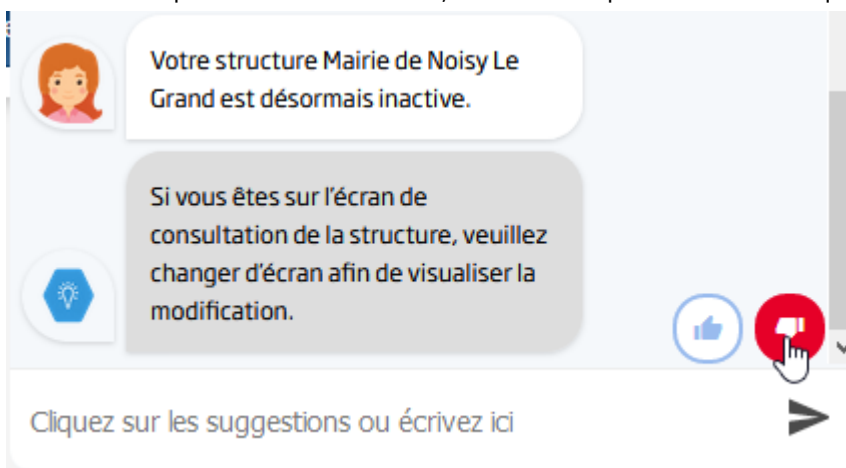 Votre structure Mairie de Noisy Le
Grand est désormais inactive.
Si vous êtes sur l'écran de
consultation de la structure, veuillez
changer d'écran afin de visualiser la
modification.
Cliquez sur les suggestions ou écrivez ici